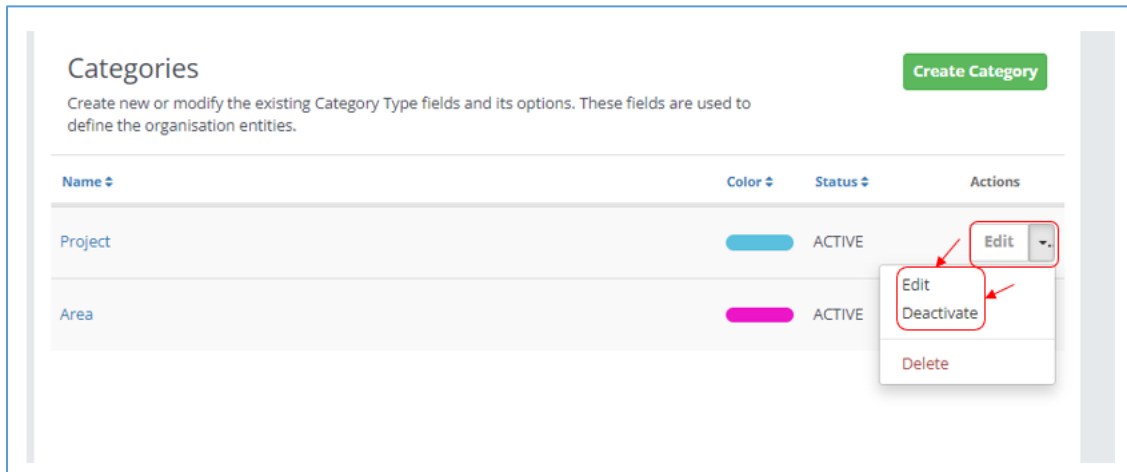 Categories
Create Category
Create new or modify the existing Category Type fields and its options. These fields are used to
define the organisation entities.
Name Color Status Actions
Project ACTIVE Edit
Edit
Area ACTIVE Deactivate
Delete